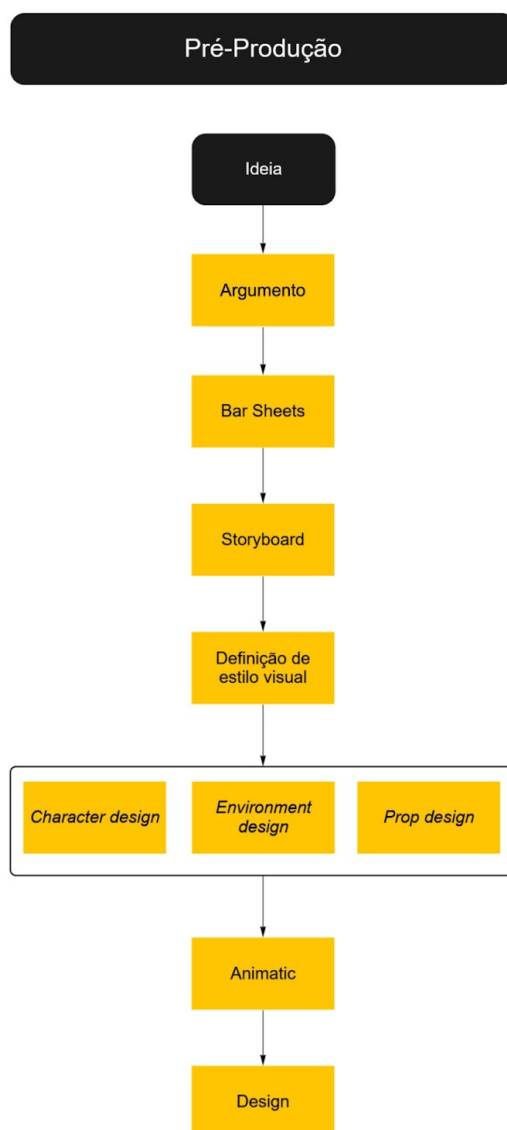 Pré-Produção
Ideia
Argumento
Bar Sheets
Storyboard
Definição de
estilo visual
Character design
Environment
design
Prop design
Animatic
Design